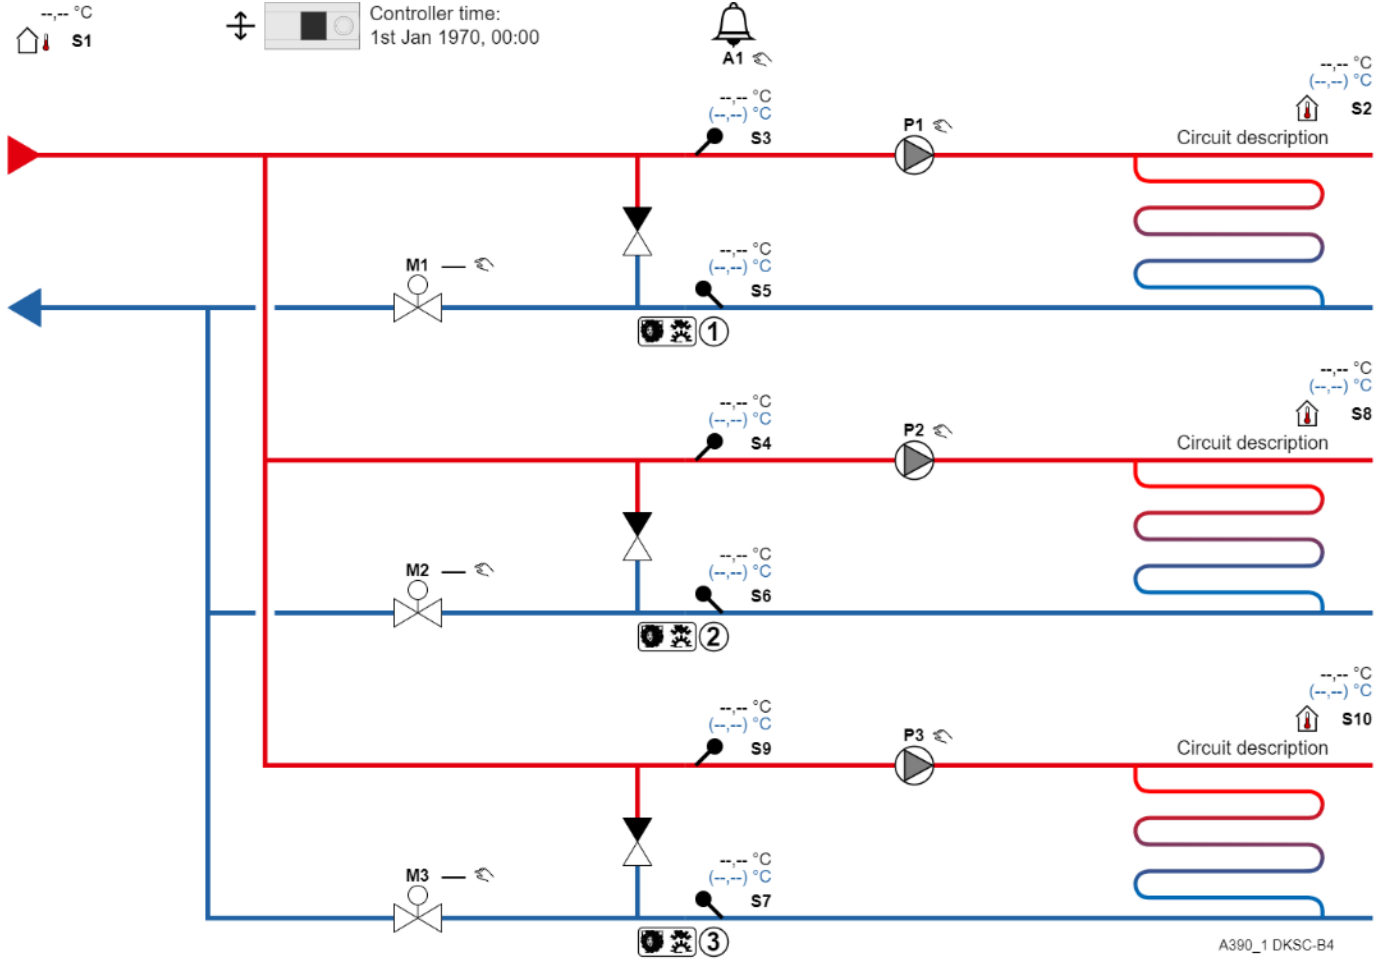 --,-- °C
S1
Controller time:
1st Jan 1970, 00:00
A1
--,-- °C
(--,--) °C
S2
Circuit description
--,-- °C
(--,--) °C
S3
P1
M1
--,-- °C
(--,--) °C
S5
1
--,-- °C
(--,--) °C
S8
Circuit description
--,-- °C
(--,--) °C
S4
P2
M2
--,-- °C
(--,--) °C
S6
2
--,-- °C
(--,--) °C
S10
Circuit description
--,-- °C
(--,--) °C
S9
P3
M3
--,-- °C
(--,--) °C
S7
3
A390_1 DKSC-B4